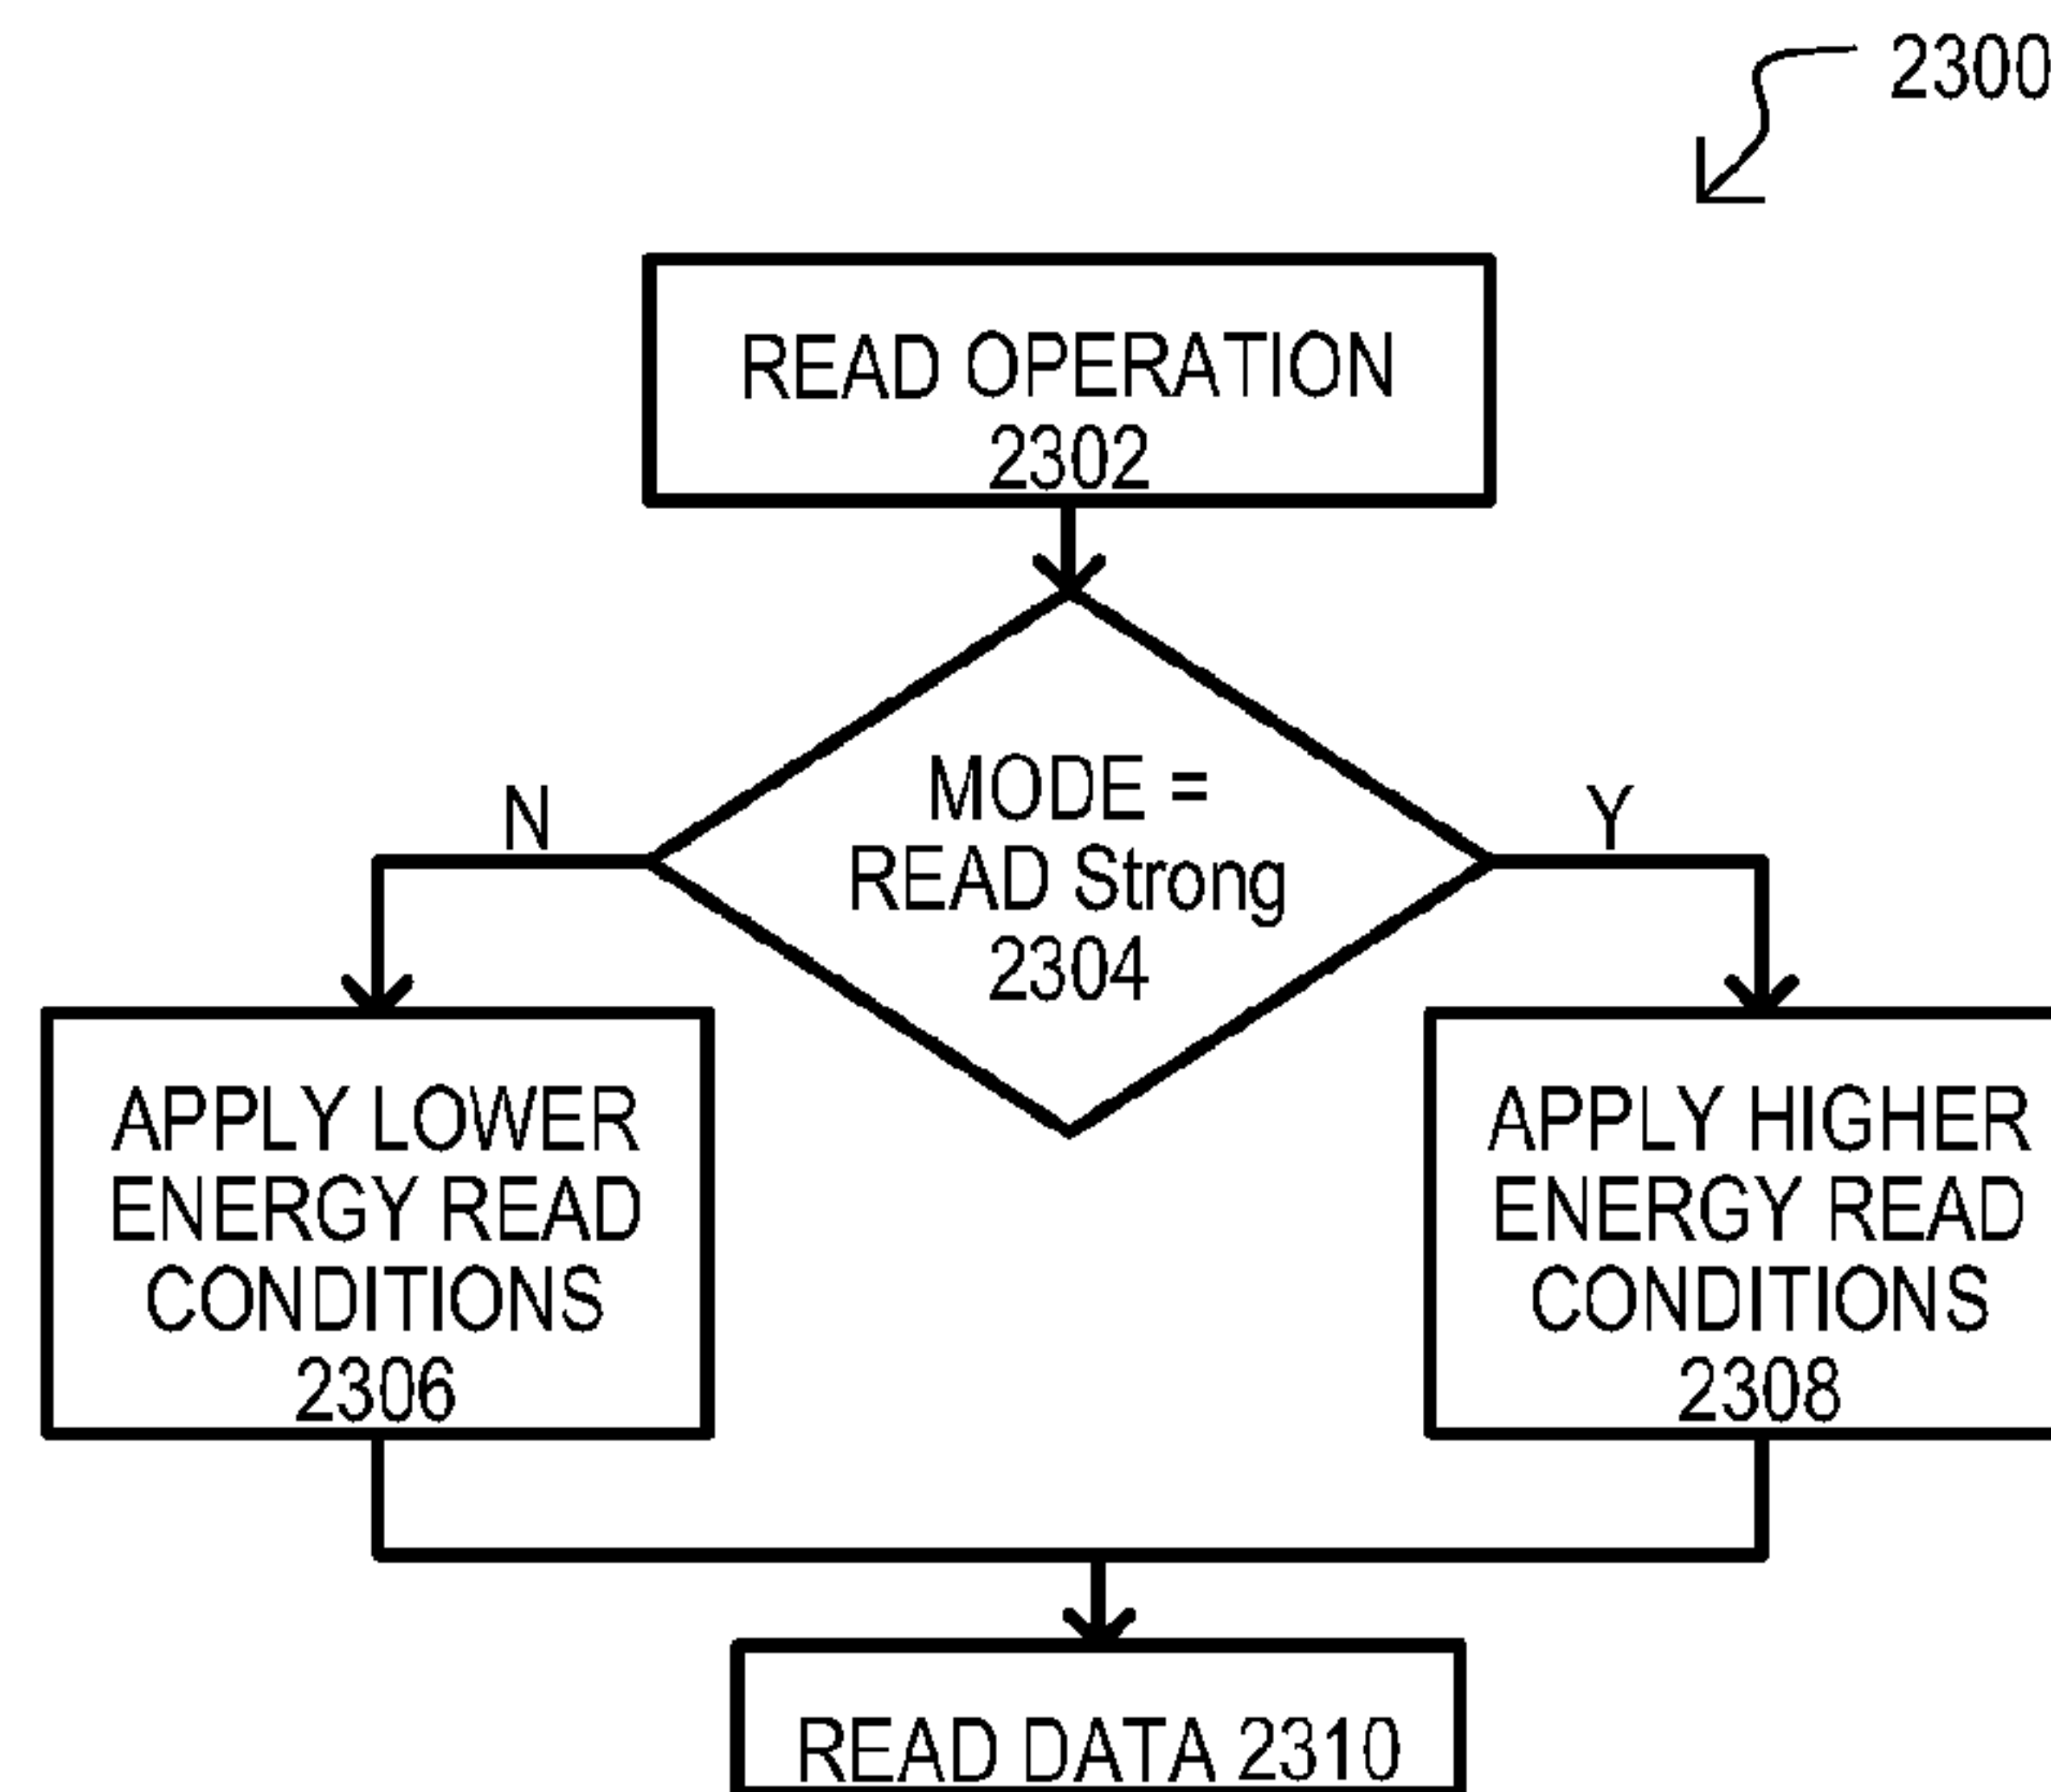 2300
READ OPERATION
2302
MODE =
READ Strong
2304
N
Y
APPLY LOWER
ENERGY READ
CONDITIONS
2306
APPLY HIGHER
ENERGY READ
CONDITIONS
2308
READ DATA 2310